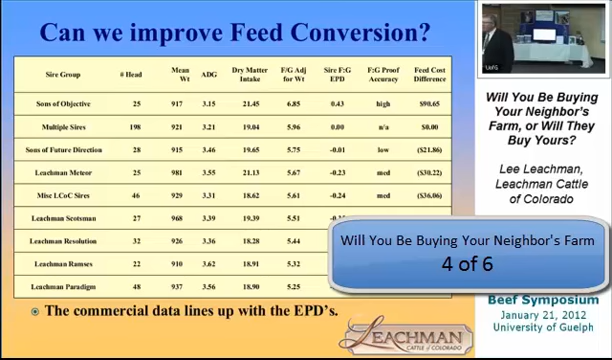 Can we improve Feed Conversion?
Sire Group # Head Mean Wt ADG Dry Matter Intake F/G Adj for Wt Sire F:G EPD F:G Proof Accuracy Feed Cost Difference
Sons of Objective 25 917 3.15 21.45 6.85 0.43 high $90.65
Multiple Sires 198 921 3.21 19.04 5.96 0.00 n/a $0.00
Sons of Future Direction 28 915 3.46 19.65 5.75 -0.01 low ($21.86)
Leachman Meteor 25 981 3.55 21.13 5.67 -0.23 med ($30.22)
Misc LCoC Sires 46 929 3.31 18.62 5.61 -0.24 med ($36.06)
Leachman Scotsman 27 968 3.39 19.39 5.51
Leachman Resolution 32 926 3.36 18.28 5.44
Leachman Ramses 22 910 3.62 18.91 5.32
Leachman Paradigm 48 937 3.56 18.90 5.25
The commercial data lines up with the EPD's.
LEACHMAN
CATTLE of COLORADO
Will You Be Buying
Your Neighbor's
Farm, or Will They
Buy Yours?
Lee Leachman,
Leachman Cattle
of Colorado
Will You Be Buying Your Neighbor's Farm
4 of 6
Beef Symposium
January 21, 2012
University of Guelph